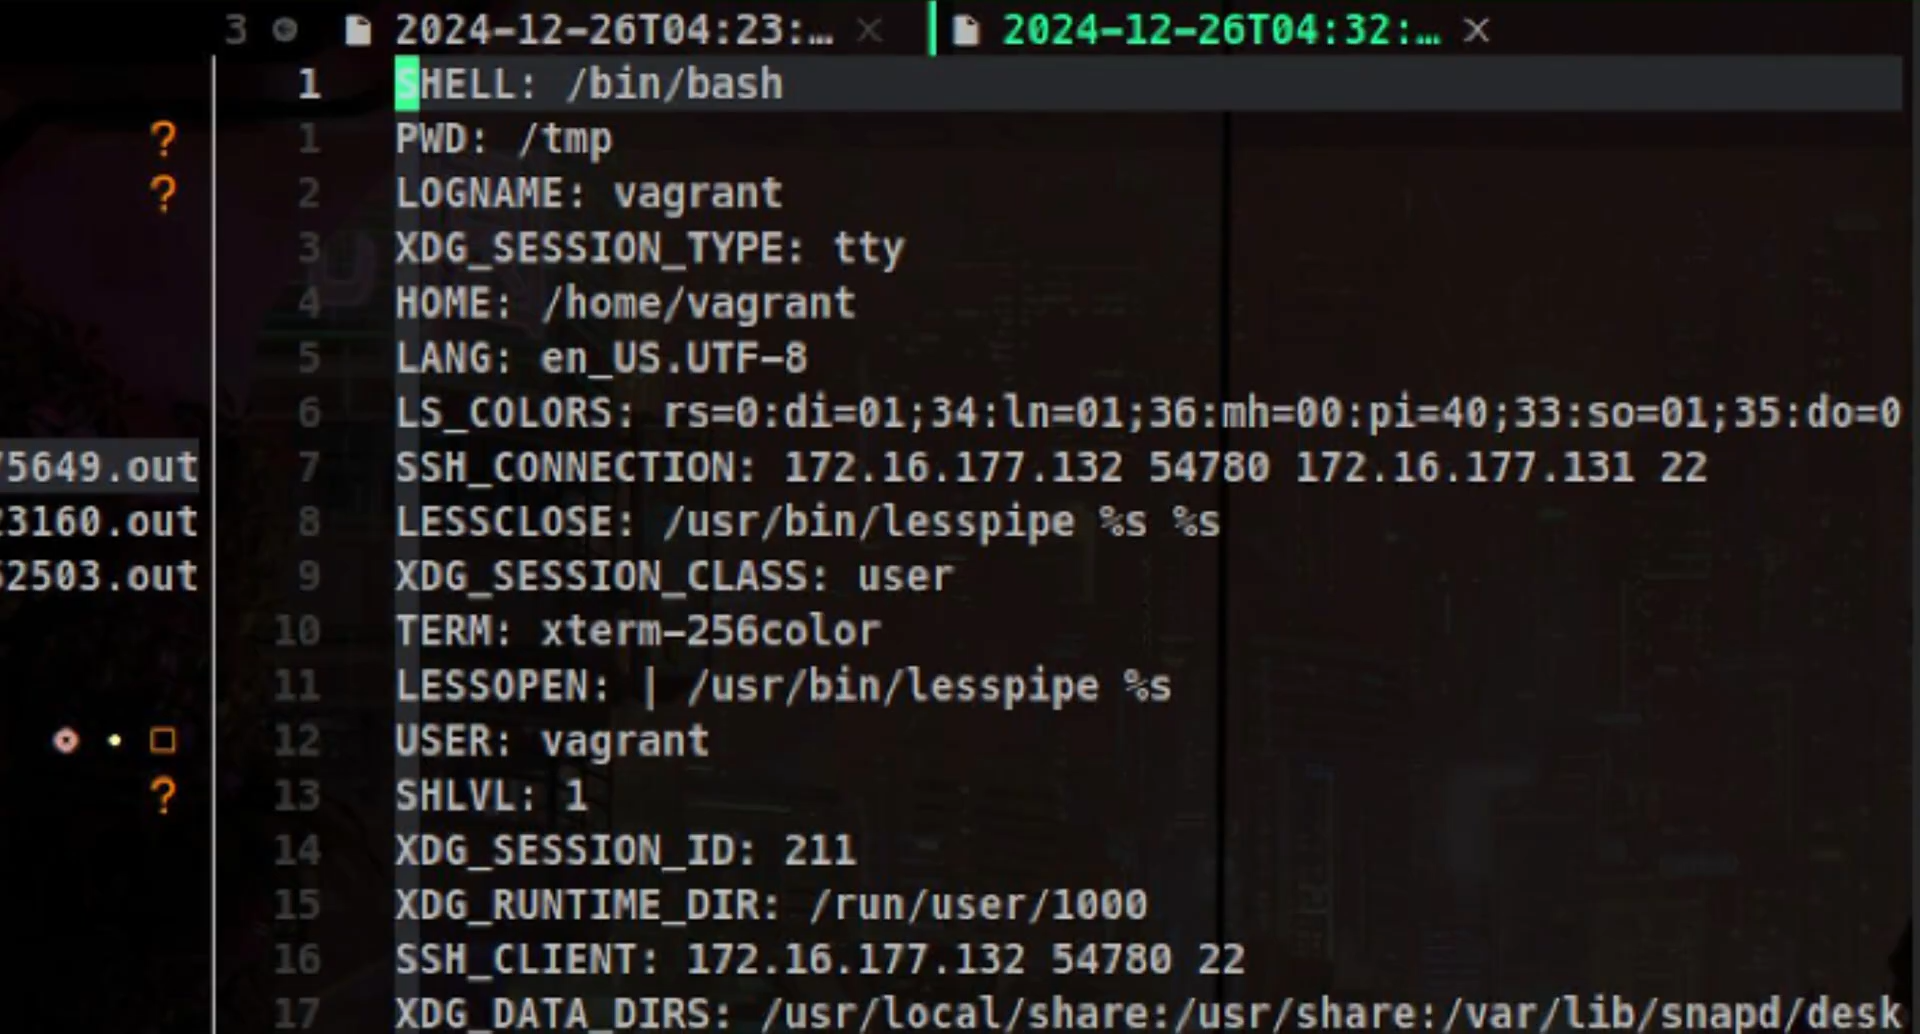 3 2024-12-26T04:23:… × 2024-12-26T04:32:… ×
1 SHELL: /bin/bash
? 1 PWD: /tmp
? 2 LOGNAME: vagrant
3 XDG_SESSION_TYPE: tty
4 HOME: /home/vagrant
5 LANG: en_US.UTF-8
6 LS_COLORS: rs=0:di=01;34:ln=01;36:mh=00:pi=40;33:so=01;35:do=0
75649.out 7 SSH_CONNECTION: 172.16.177.132 54780 172.16.177.131 22
23160.out 8 LESSCLOSE: /usr/bin/lesspipe %s %s
52503.out 9 XDG_SESSION_CLASS: user
10 TERM: xterm-256color
11 LESSOPEN: | /usr/bin/lesspipe %s
12 USER: vagrant
? 13 SHLVL: 1
14 XDG_SESSION_ID: 211
15 XDG_RUNTIME_DIR: /run/user/1000
16 SSH_CLIENT: 172.16.177.132 54780 22
17 XDG_DATA_DIRS: /usr/local/share:/usr/share:/var/lib/snapd/desk